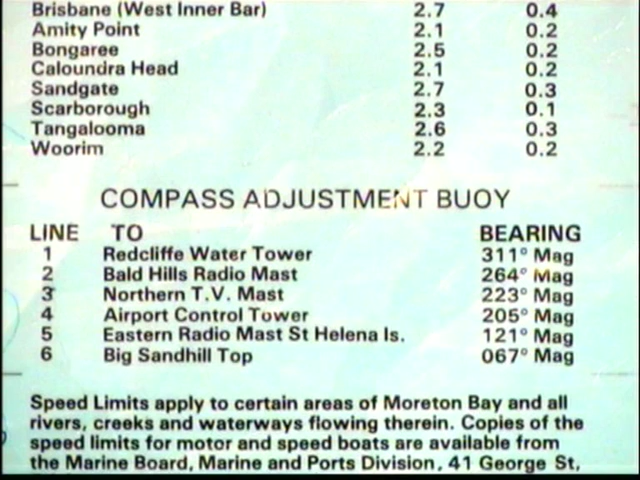 Brisbane (West Inner Bar) 2.7 0.4
Amity Point 2.1 0.2
Bongaree 2.5 0.2
Caloundra Head 2.1 0.2
Sandgate 2.7 0.3
Scarborough 2.3 0.1
Tangalooma 2.6 0.3
Woorim 2.2 0.2
COMPASS ADJUSTMENT BUOY
LINE TO BEARING
1 Redcliffe Water Tower 311° Mag
2 Bald Hills Radio Mast 264° Mag
3 Northern T.V. Mast 223° Mag
4 Airport Control Tower 205° Mag
5 Eastern Radio Mast St Helena Is. 121° Mag
6 Big Sandhill Top 067° Mag
Speed Limits apply to certain areas of Moreton Bay and all
rivers, creeks and waterways flowing therein. Copies of the
speed limits for motor and speed boats are available from
the Marine Board, Marine and Ports Division, 41 George St,